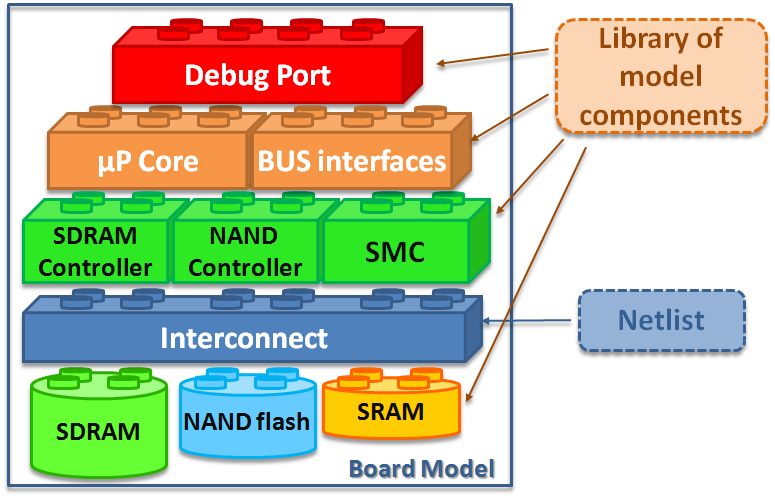 Debug Port
Library of
model
components
µP Core
BUS interfaces
SDRAM
Controller
NAND
Controller
SMC
Interconnect
Netlist
SDRAM
NAND flash
SRAM
Board Model